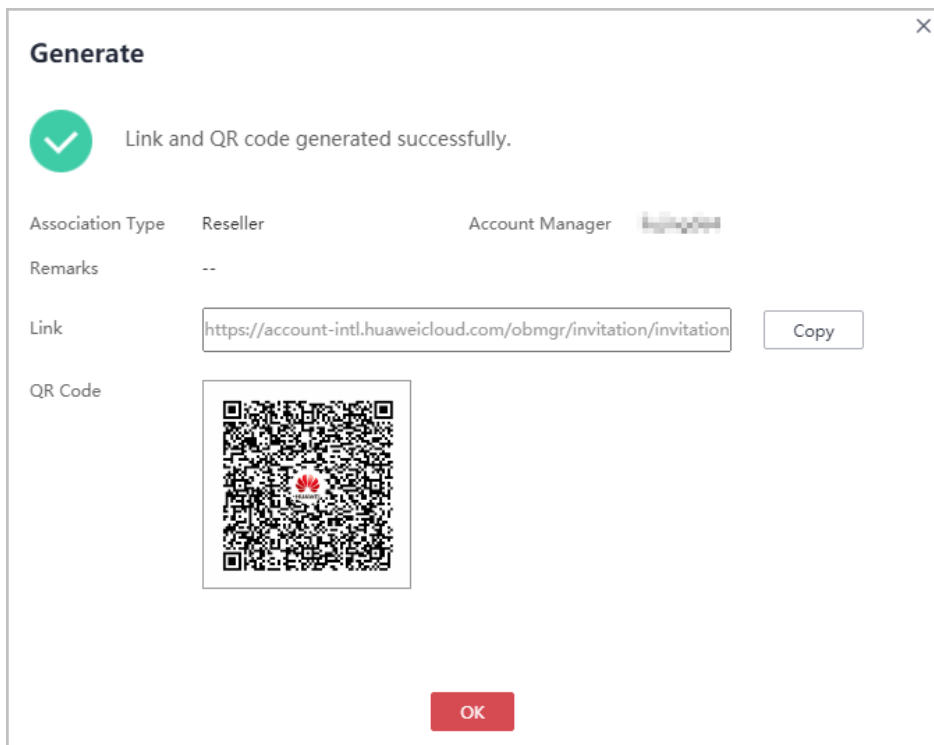 Generate
Link and QR code generated successfully.
Association Type Reseller Account Manager
Remarks --
Link https://account-intl.huaweicloud.com/obmgr/invitation/invitation Copy
QR Code
HUAWEI
OK